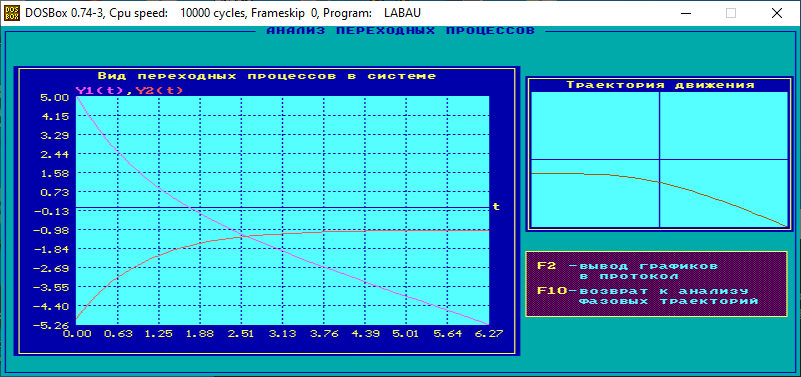 DOSBox 0.74-3, Cpu speed: 10000 cycles, Frameskip 0, Program: LABAU
АНАЛИЗ ПЕРЕХОДНЫХ ПРОЦЕССОВ
Вид переходных процессов в системе
Y1(t),Y2(t)
5.00
4.15
3.29
2.44
1.58
0.73
-0.13
-0.98
-1.84
-2.69
-3.55
-4.40
-5.26
t
0.00 0.63 1.25 1.88 2.51 3.13 3.76 4.39 5.01 5.64 6.27
Траектория движения
F2 -вывод графиков
в протокол
F10-возврат к анализу
фазовых траекторий